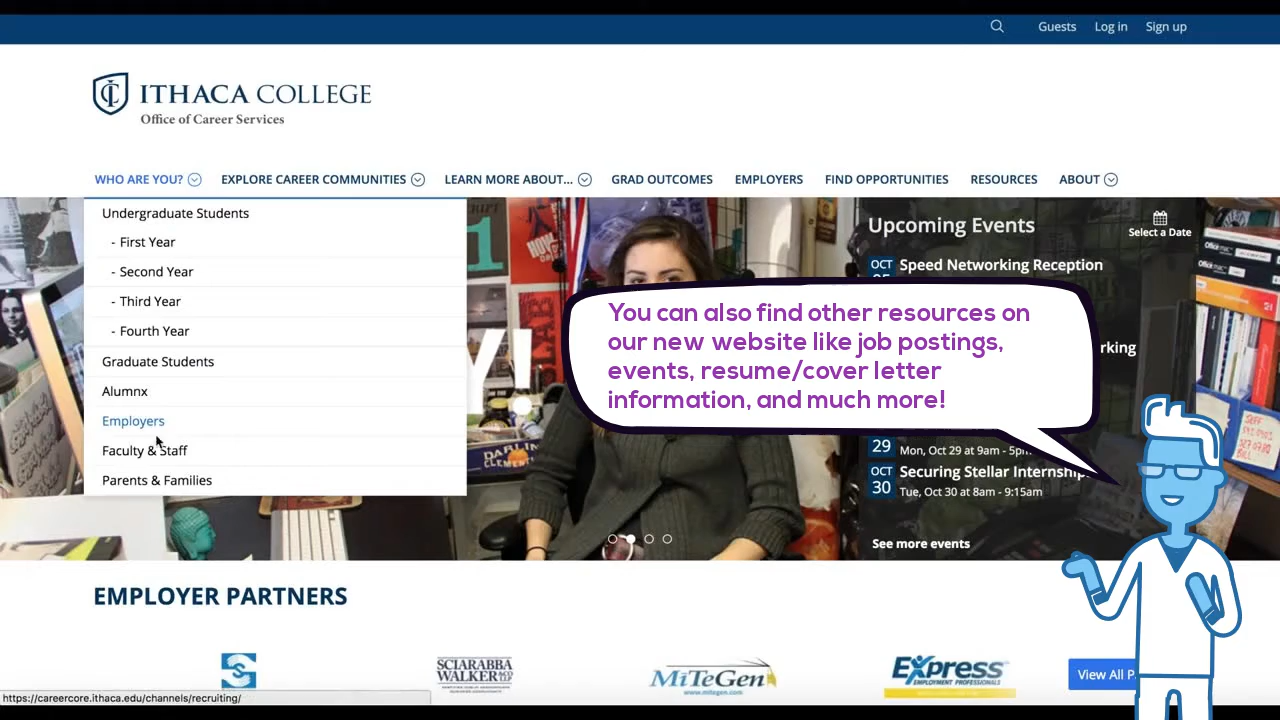 Guests Log in Sign up
ITHACA COLLEGE
Office of Career Services
WHO ARE YOU? EXPLORE CAREER COMMUNITIES LEARN MORE ABOUT... GRAD OUTCOMES EMPLOYERS FIND OPPORTUNITIES RESOURCES ABOUT
Undergraduate Students
- First Year
- Second Year
- Third Year
- Fourth Year
Graduate Students
Alumnx
Employers
Faculty & Staff
Parents & Families
Y!
DARLIN
CLEMEN
Upcoming Events
Select a Date
OCT Speed Networking Reception
You can also find other resources on
our new website like job postings,
events, resume/cover letter
information, and much more!
rking
29 Mon, Oct 29 at 9am - 5pm
OCT Securing Stellar Internship
30 Tue, Oct 30 at 8am - 9:15am
See more events
EMPLOYER PARTNERS
S
SCIARABBA
WALKER
MiTeGen
www.mitegen.com
Express
EMPLOYMENT PROFESSIONALS
View All P
https://careercore.ithaca.edu/channels/recruiting/